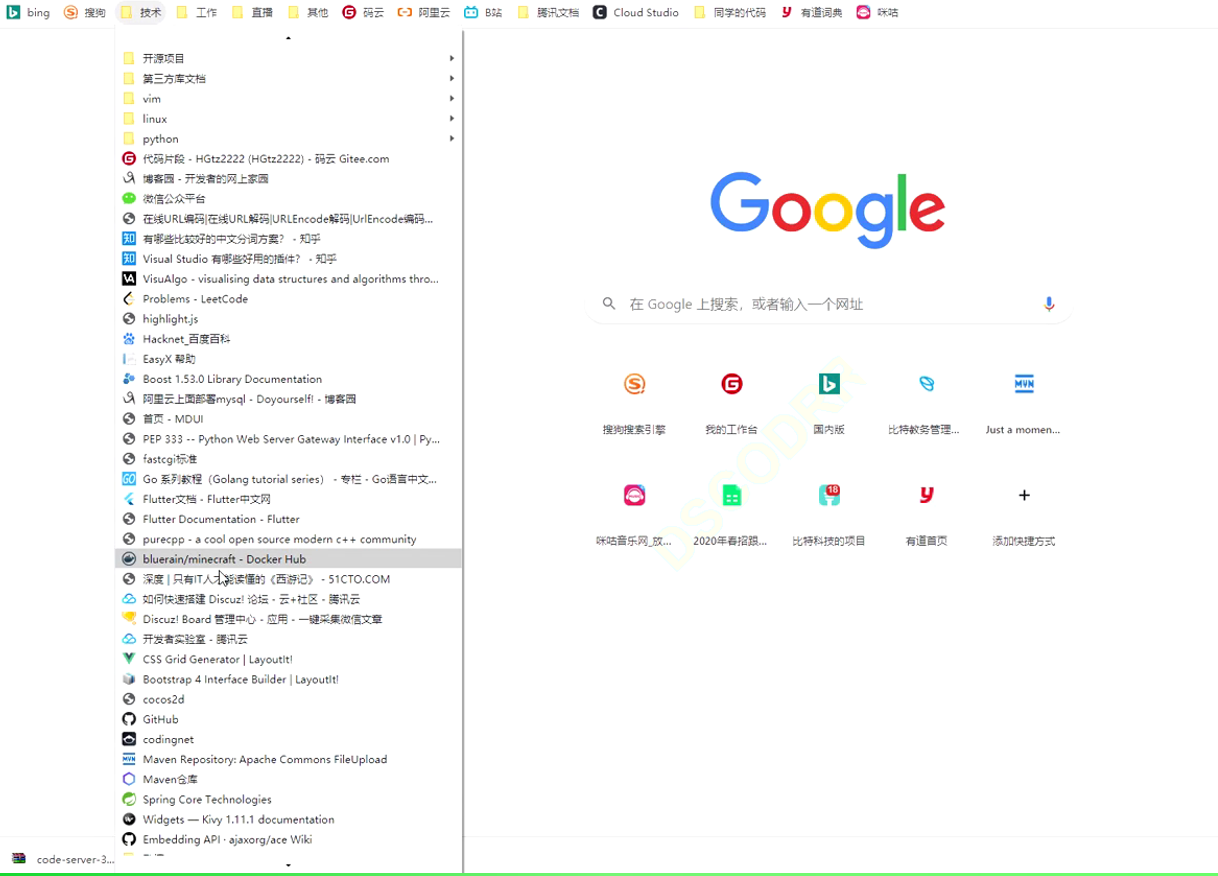 bing 搜狗 技术 工作 直播 其他 码云 阿里云 B站 腾讯文档 Cloud Studio 同学的代码 有道词典 咪咕
开源项目
第三方库文档
vim
linux
python
代码片段 - HGtz2222 (HGtz2222) - 码云 Gitee.com
博客园 - 开发者的网上家园
微信公众平台
在线URL编码|在线URL解码|URLEncode解码|UrlEncode编码...
有哪些比较好的中文分词方案? - 知乎
Visual Studio 有哪些好用的插件? - 知乎
VisuAlgo - visualising data structures and algorithms thro...
Problems - LeetCode
highlight.js
Hacknet_百度百科
EasyX 帮助
Boost 1.53.0 Library Documentation
阿里云上面部署mysql - Doyourself! - 博客园
首页 - MDUI
PEP 333 -- Python Web Server Gateway Interface v1.0 | Py...
fastcgi标准
Go 系列教程（Golang tutorial series） - 专栏 - Go语言中文...
Flutter文档 - Flutter中文网
Flutter Documentation - Flutter
purecpp - a cool open source modern c++ community
bluerain/minecraft - Docker Hub
深度 | 只有IT人才能读懂的《西游记》 - 51CTO.COM
如何快速搭建 Discuz! 论坛 - 云+社区 - 腾讯云
Discuz! Board 管理中心 - 应用 - 一键采集微信文章
开发者实验室 - 腾讯云
CSS Grid Generator | LayoutIt!
Bootstrap 4 Interface Builder | LayoutIt!
cocos2d
GitHub
codingnet
Maven Repository: Apache Commons FileUpload
Maven仓库
Spring Core Technologies
Widgets — Kivy 1.11.1 documentation
Embedding API · ajaxorg/ace Wiki
Google
在 Google 上搜索，或者输入一个网址
搜狗搜索引擎 我的工作台 国内版 比特教务管理... Just a momen...
18
咪咕音乐网_放... 2020年春招跟... 比特科技的项目 有道首页 添加快捷方式
code-server-3...